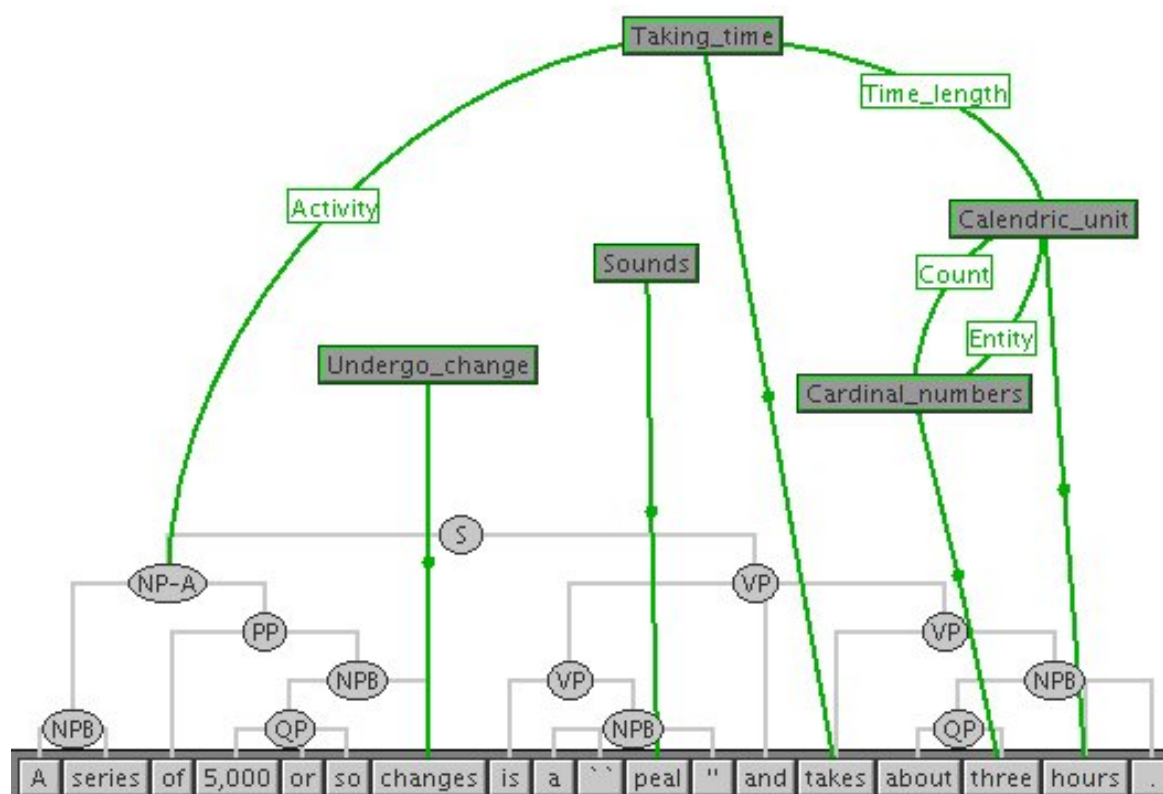 Taking_time
Time_length
Activity
Calendric_unit
Sounds
Count
Entity
Undergo_change
Cardinal_numbers
S
NP-A VP
PP VP
NPB VP NPB
NPB QP NPB QP
A series of 5,000 or so changes is a `` peal " and takes about three hours .